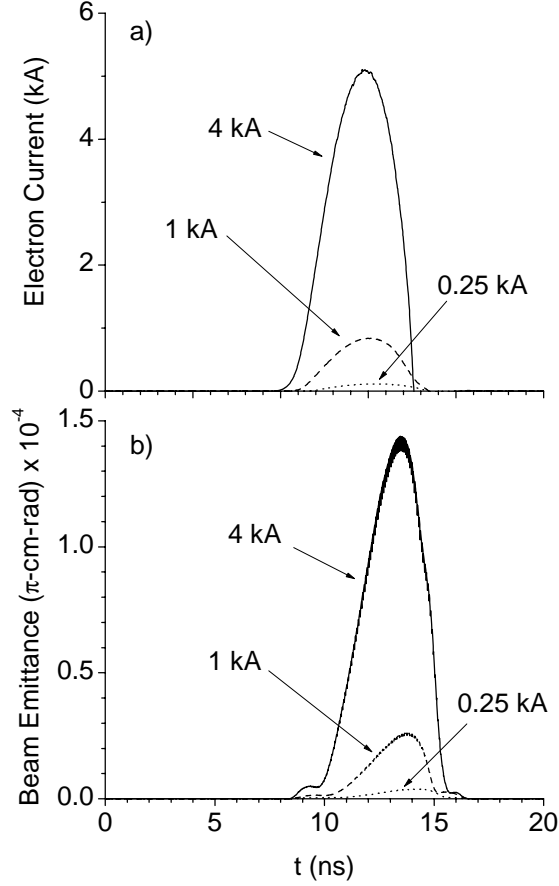 a)
6
4
2
0
Electron Current (kA)
4 kA
1 kA
0.25 kA
b)
1.5
1.0
0.5
0.0
Beam Emittance (π-cm-rad) x 10-4
4 kA
1 kA
0.25 kA
0 5 10 15 20
t (ns)